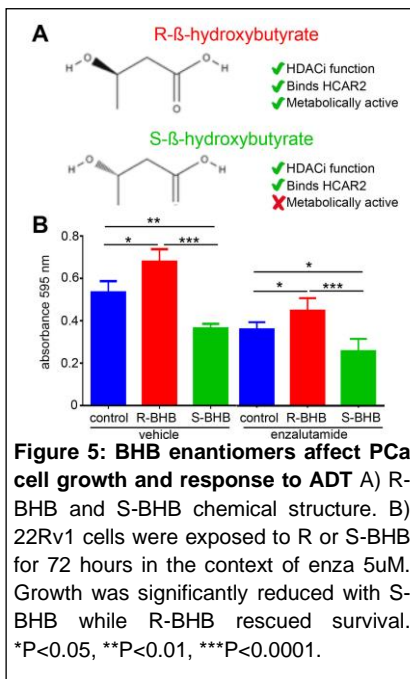 A
R-ß-hydroxybutyrate
H O O H
O
HDACi function
Binds HCAR2
Metabolically active
S-ß-hydroxybutyrate
H O O H
HDACi function
Binds HCAR2
Metabolically active
B
absorbance 595 nm
0.8
0.6
0.4
0.2
0
**
* ***
*
* ***
control R-BHB S-BHB control R-BHB S-BHB
vehicle enzalutamide
Figure 5: BHB enantiomers affect PCa
cell growth and response to ADT A) R-
BHB and S-BHB chemical structure. B)
22Rv1 cells were exposed to R or S-BHB
for 72 hours in the context of enza 5uM.
Growth was significantly reduced with S-
BHB while R-BHB rescued survival.
*P<0.05, **P<0.01, ***P<0.0001.